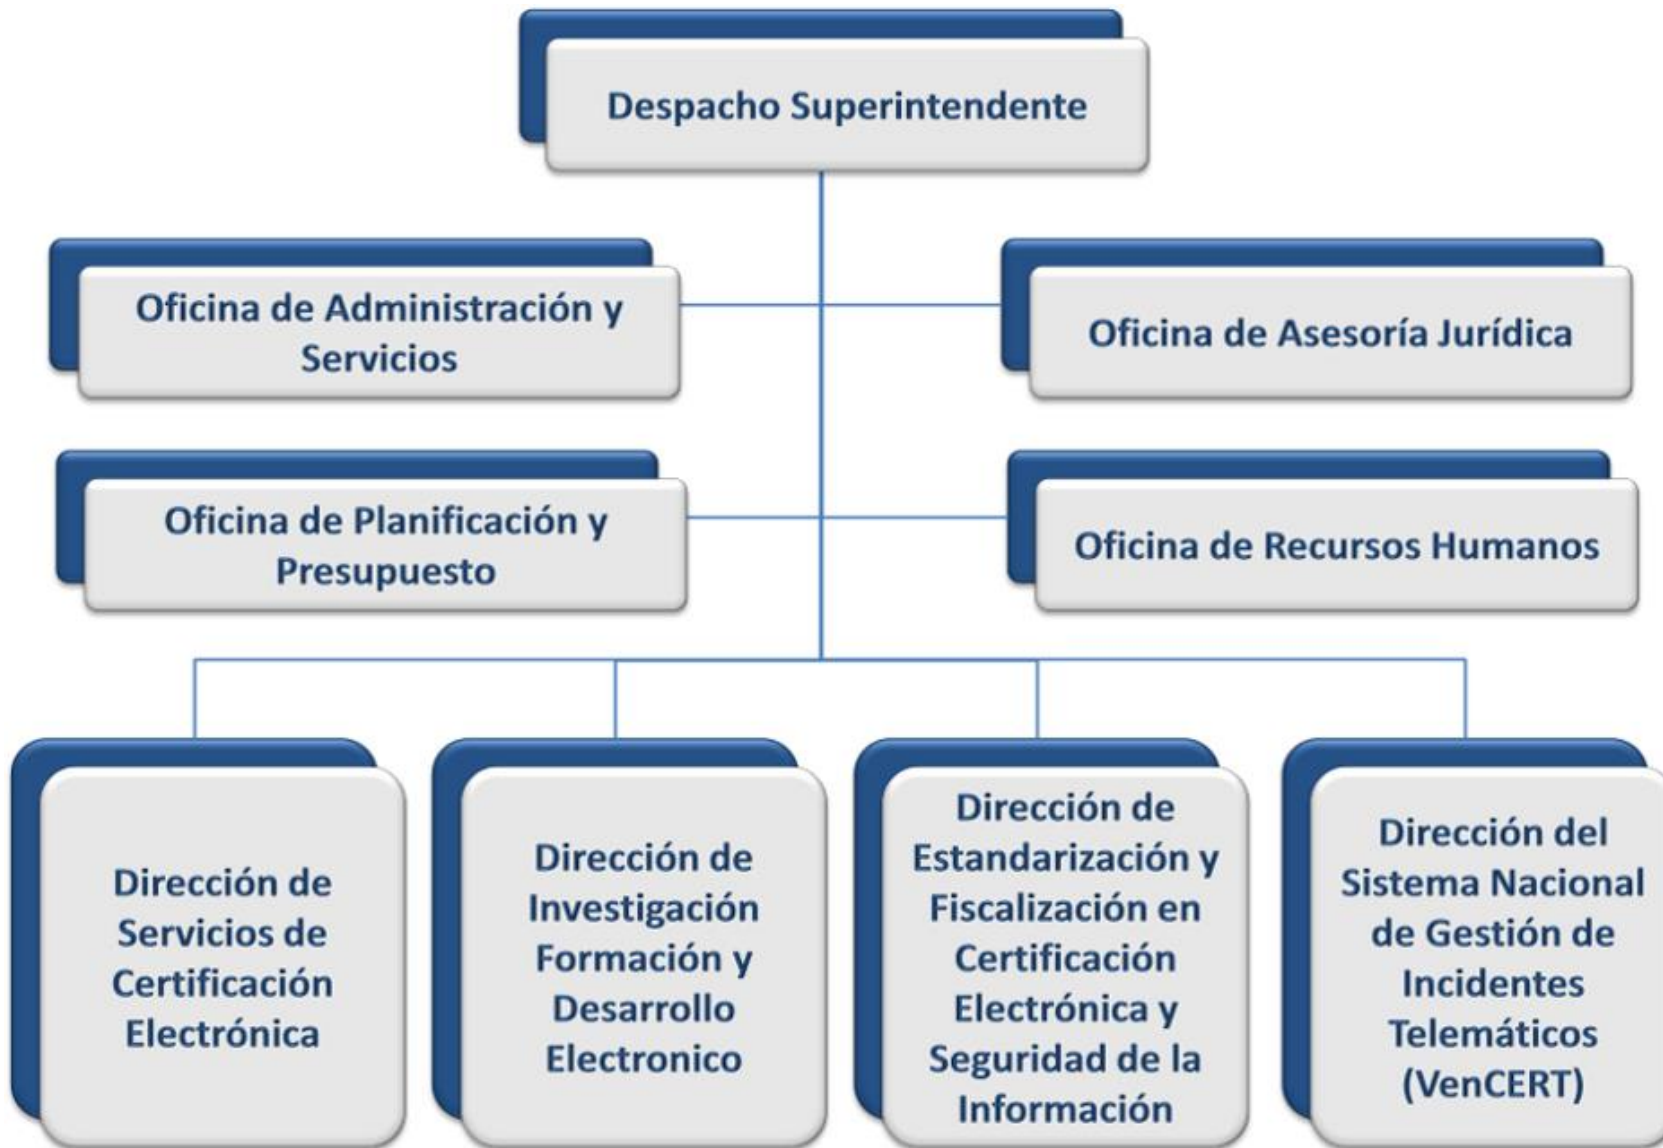 Despacho Superintendente
Oficina de Administración y
Servicios
Oficina de Asesoría Jurídica
Oficina de Planificación y
Presupuesto
Oficina de Recursos Humanos
Dirección de
Servicios de
Certificación
Electrónica
Dirección de
Investigación
Formación y
Desarrollo
Electronico
Dirección de
Estandarización y
Fiscalización en
Certificación
Electrónica y
Seguridad de la
Información
Dirección del
Sistema Nacional
de Gestión de
Incidentes
Telemáticos
(VenCERT)